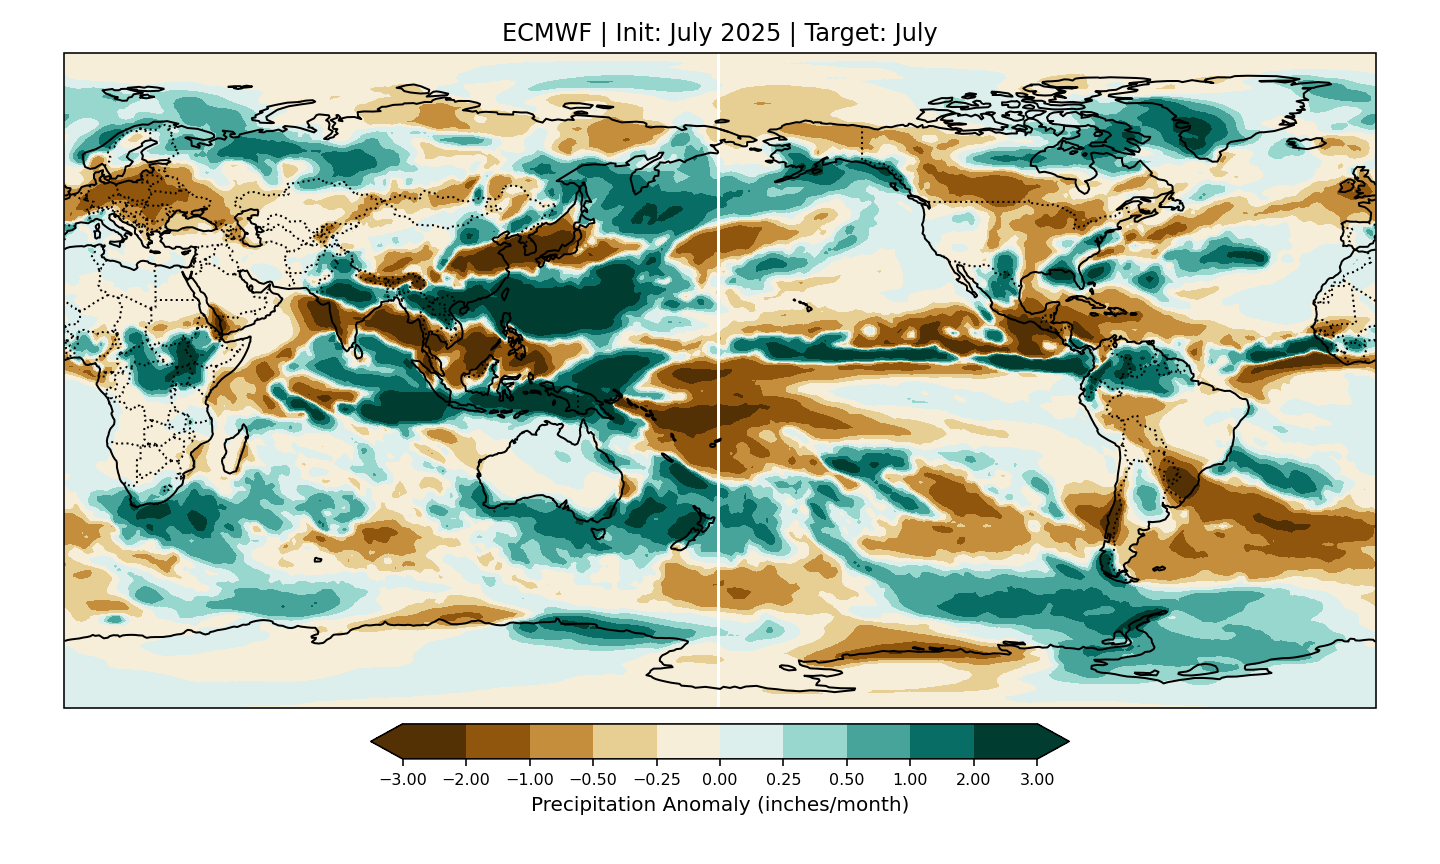 ECMWF | Init: July 2025 | Target: July
−3.00 −2.00 −1.00 −0.50 −0.25 0.00 0.25 0.50 1.00 2.00 3.00
Precipitation Anomaly (inches/month)